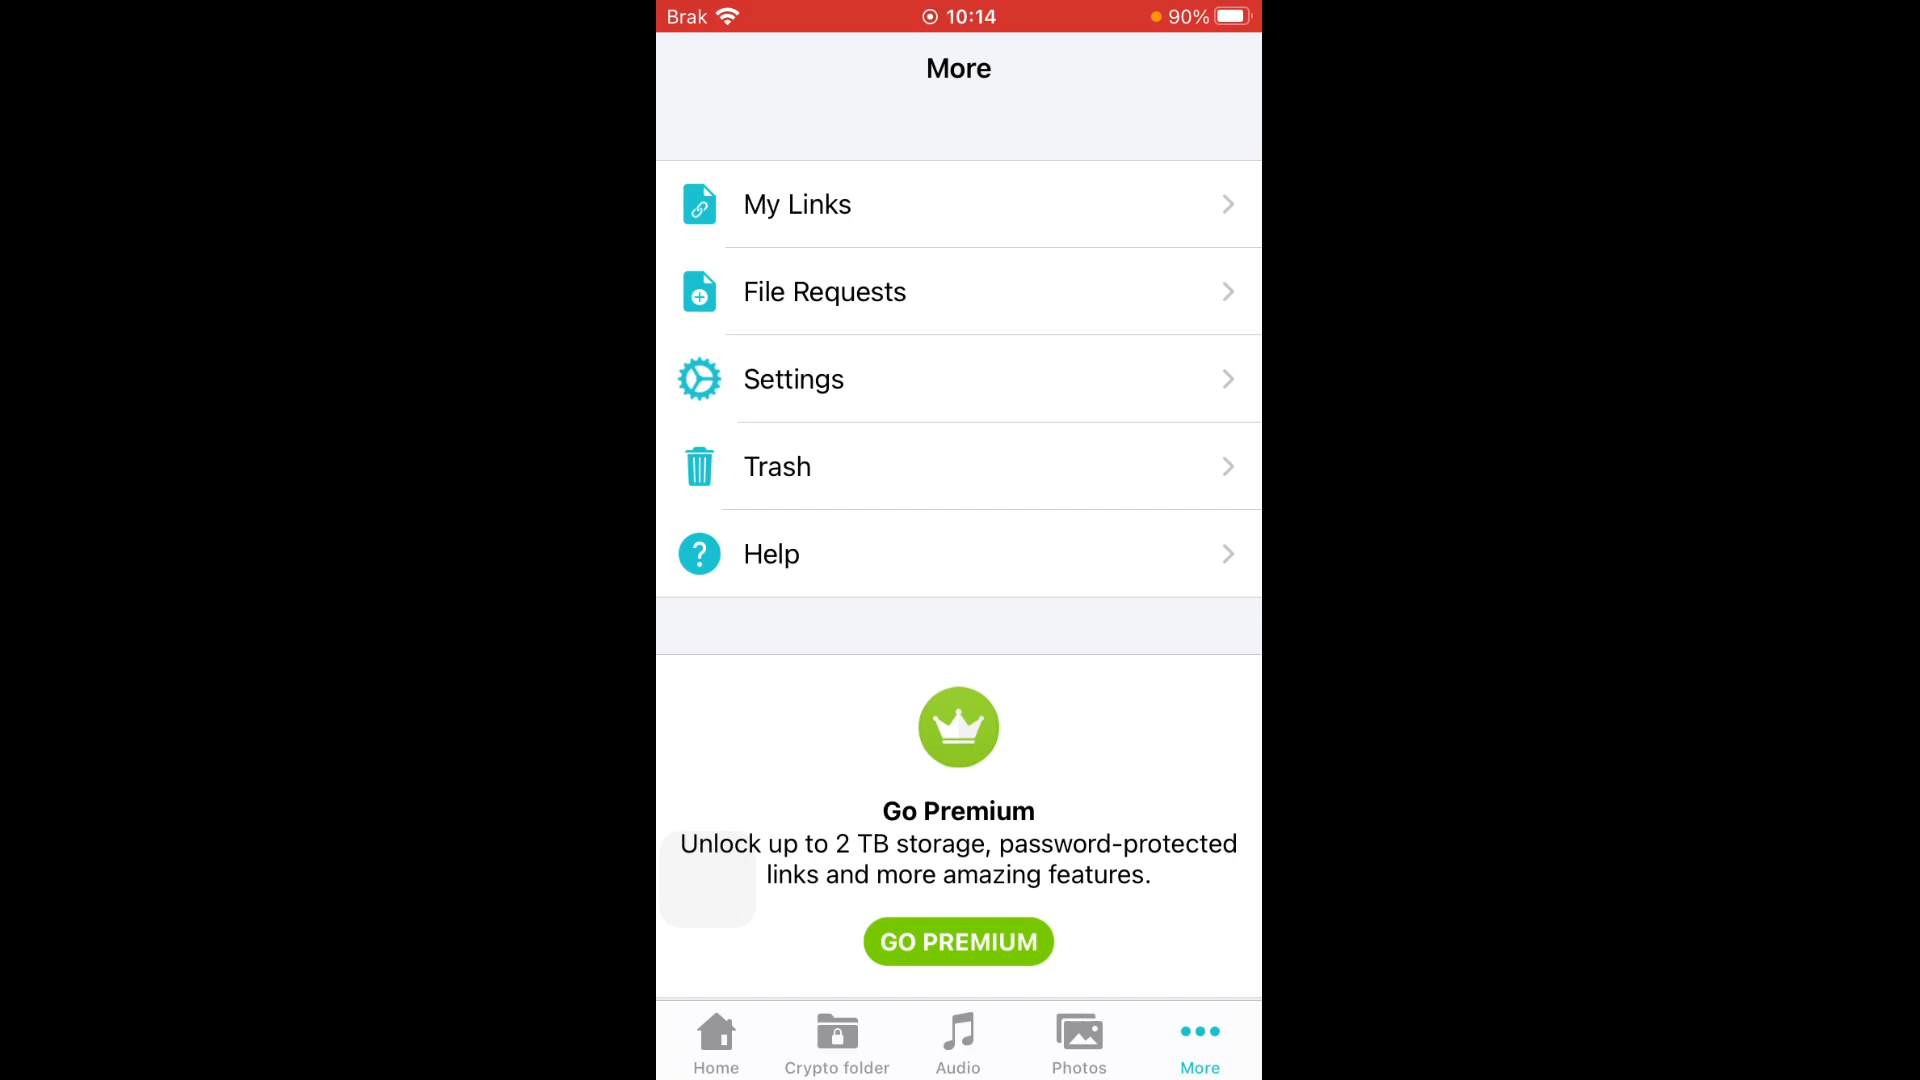 Brak 10:14 90%
More
My Links
File Requests
Settings
Trash
Help
Go Premium
Unlock up to 2 TB storage, password-protected
links and more amazing features.
GO PREMIUM
Home Crypto folder Audio Photos More